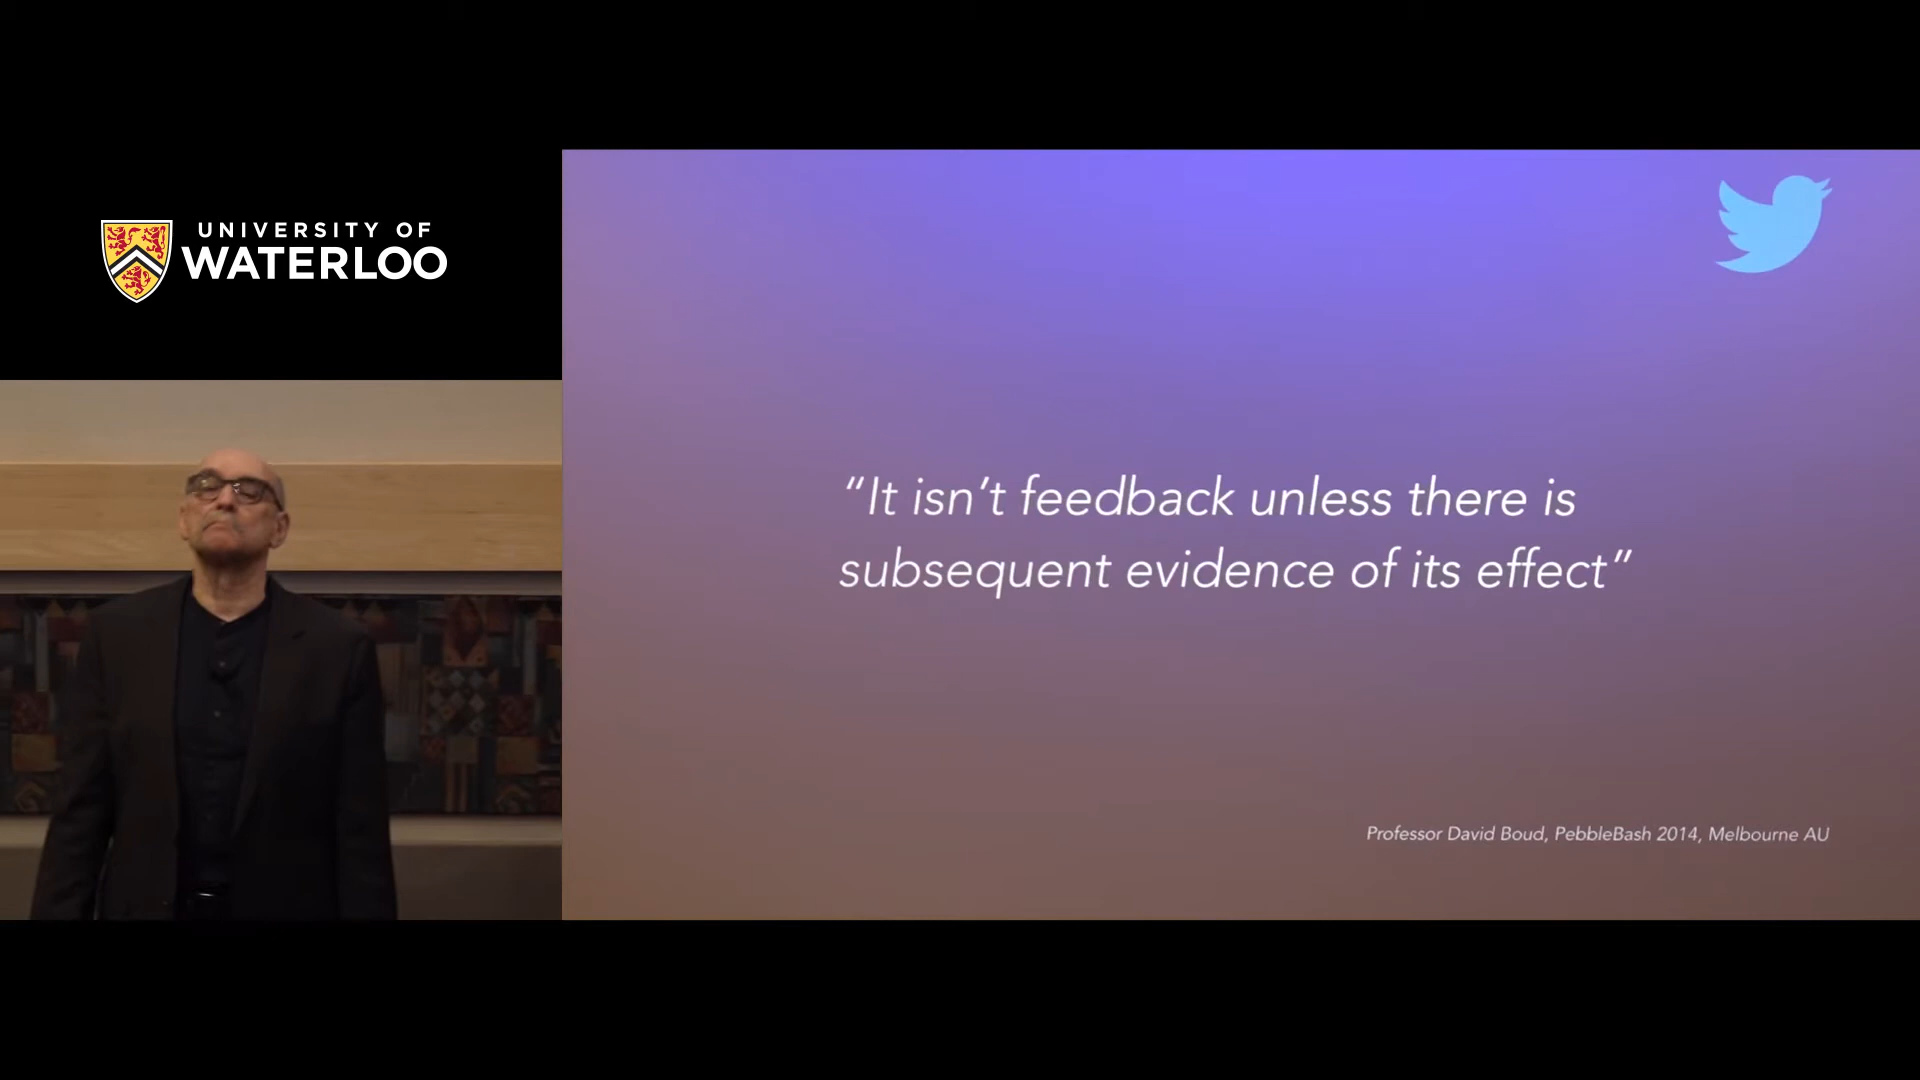 UNIVERSITY OF
WATERLOO
“It isn’t feedback unless there is
subsequent evidence of its effect”
Professor David Boud, PebbleBash 2014, Melbourne AU